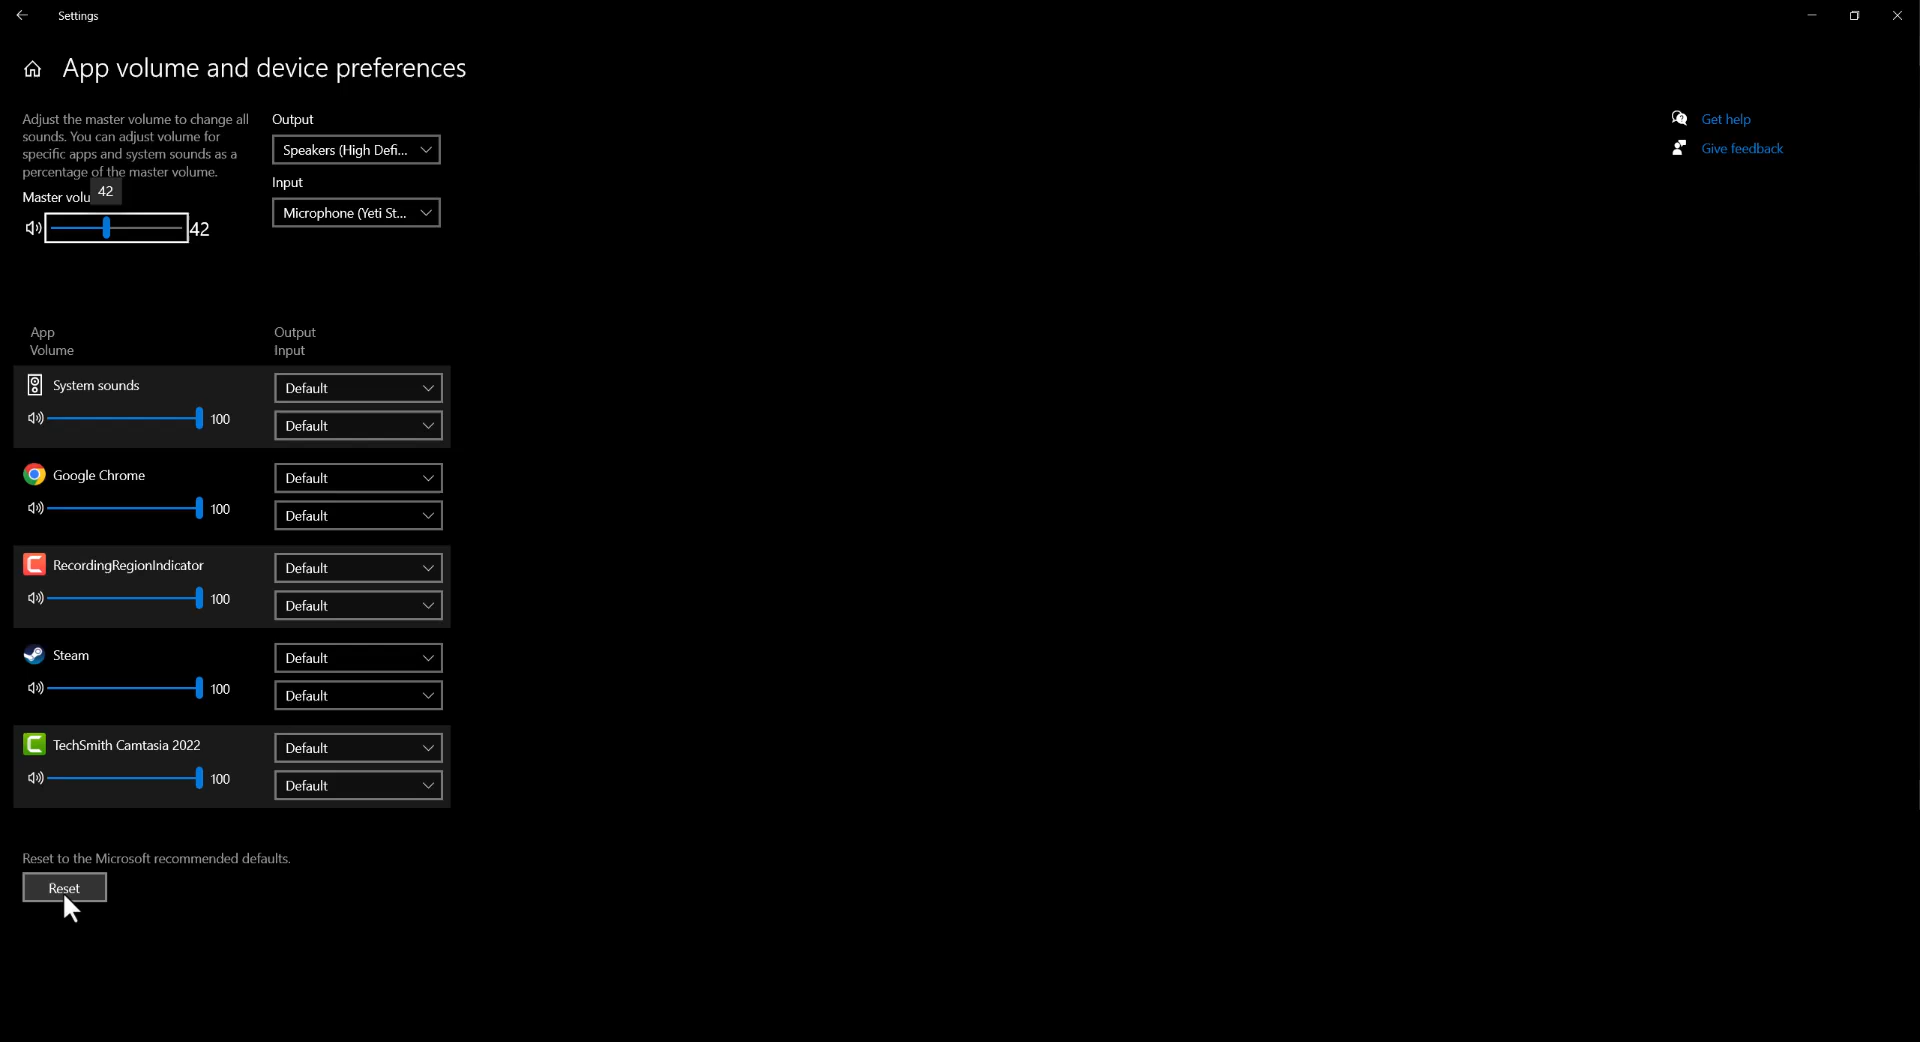 Settings
App volume and device preferences
Adjust the master volume to change all
sounds. You can adjust volume for
specific apps and system sounds as a
percentage of the master volume.
Master volu
42
42
Output
Speakers (High Defi...
Input
Microphone (Yeti St...
Get help
Give feedback
App
Volume
Output
Input
System sounds
100
Default
Default
Google Chrome
100
Default
Default
RecordingRegionIndicator
100
Default
Default
Steam
100
Default
Default
TechSmith Camtasia 2022
100
Default
Default
Reset to the Microsoft recommended defaults.
Reset